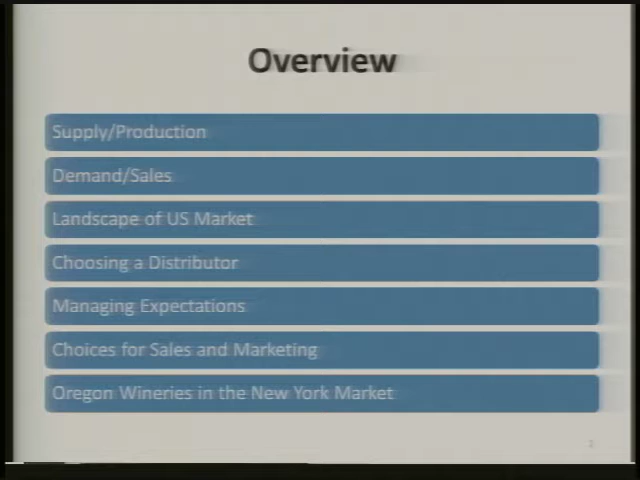 Overview
Supply/Production
Demand/Sales
Landscape of US Market
Choosing a Distributor
Managing Expectations
Choices for Sales and Marketing
Oregon Wineries in the New York Market
2